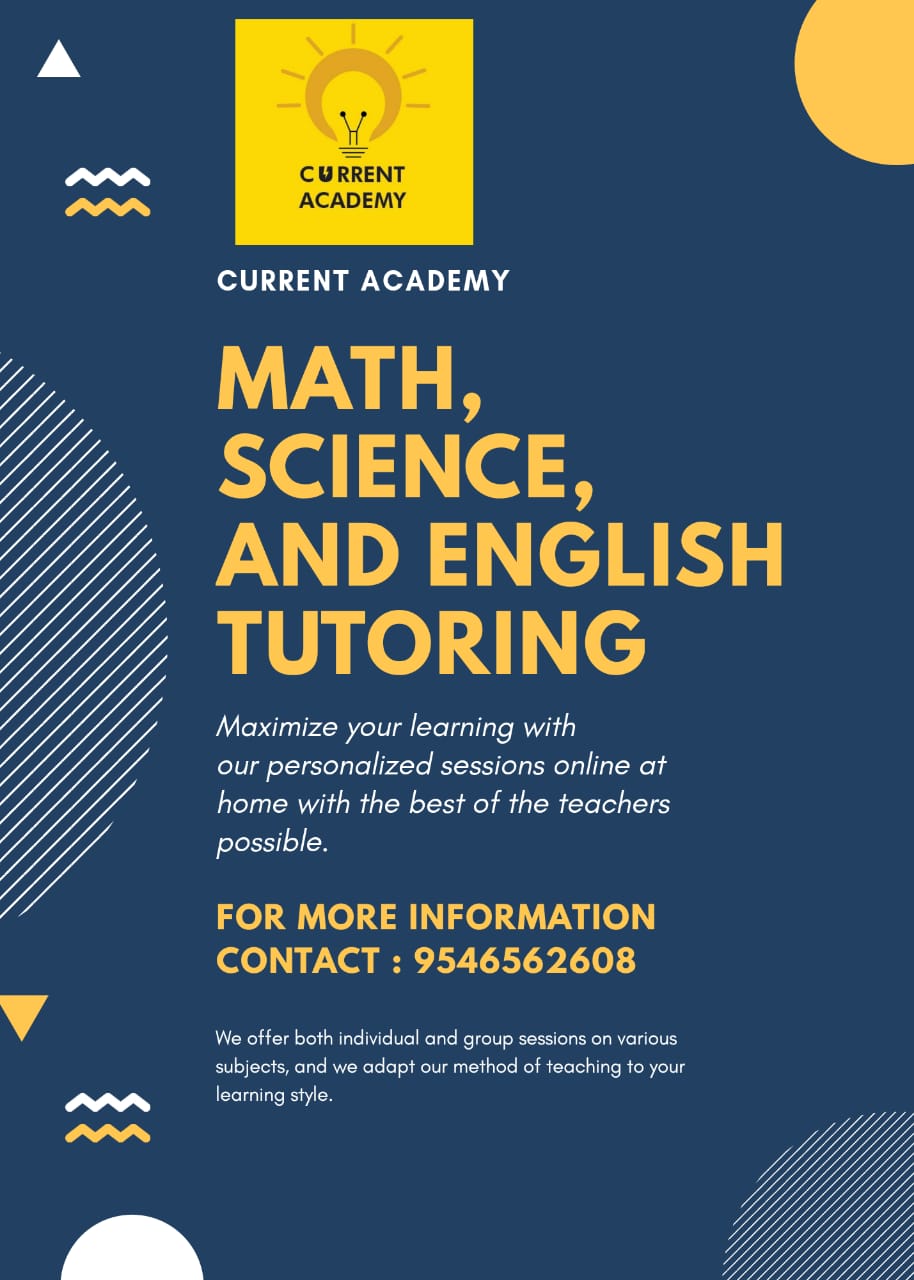 CURRENT
ACADEMY
CURRENT ACADEMY
MATH,
SCIENCE,
AND ENGLISH
TUTORING
Maximize your learning with
our personalized sessions online at
home with the best of the teachers
possible.
FOR MORE INFORMATION
CONTACT : 9546562608
We offer both individual and group sessions on various
subjects, and we adapt our method of teaching to your
learning style.